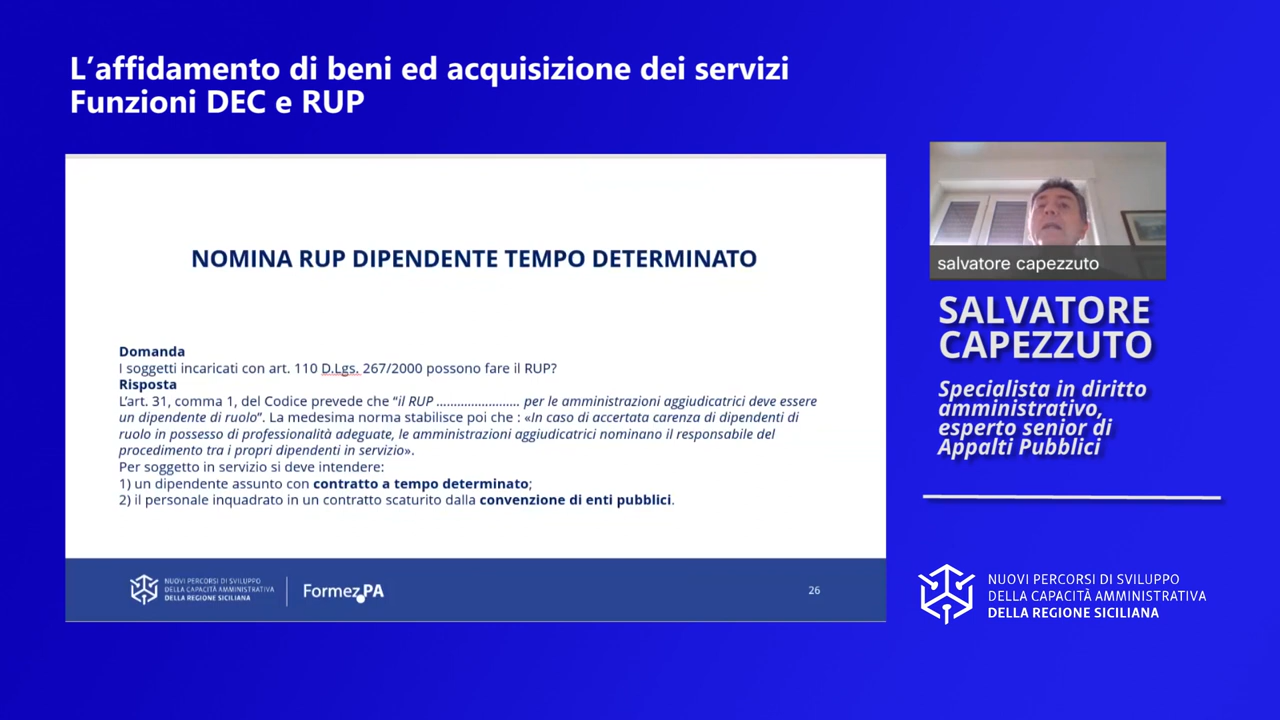 L'affidamento di beni ed acquisizione dei servizi
Funzioni DEC e RUP
NOMINA RUP DIPENDENTE TEMPO DETERMINATO
Domanda
I soggetti incaricati con art. 110 D.Lgs. 267/2000 possono fare il RUP?
Risposta
L'art. 31, comma 1, del Codice prevede che "il RUP ........................ per le amministrazioni aggiudicatrici deve essere
un dipendente di ruolo". La medesima norma stabilisce poi che : «In caso di accertata carenza di dipendenti di
ruolo in possesso di professionalità adeguate, le amministrazioni aggiudicatrici nominano il responsabile del
procedimento tra i propri dipendenti in servizio».
Per soggetto in servizio si deve intendere:
1) un dipendente assunto con contratto a tempo determinato;
2) il personale inquadrato in un contratto scaturito dalla convenzione di enti pubblici.
NUOVI PERCORSI DI SVILUPPO
DELLA CAPACITÀ AMMINISTRATIVA
DELLA REGIONE SICILIANA
Formez PA
26
salvatore capezzuto
SALVATORE
CAPEZZUTO
Specialista in diritto
amministrativo,
esperto senior di
Appalti Pubblici
NUOVI PERCORSI DI SVILUPPO
DELLA CAPACITÀ AMMINISTRATIVA
DELLA REGIONE SICILIANA